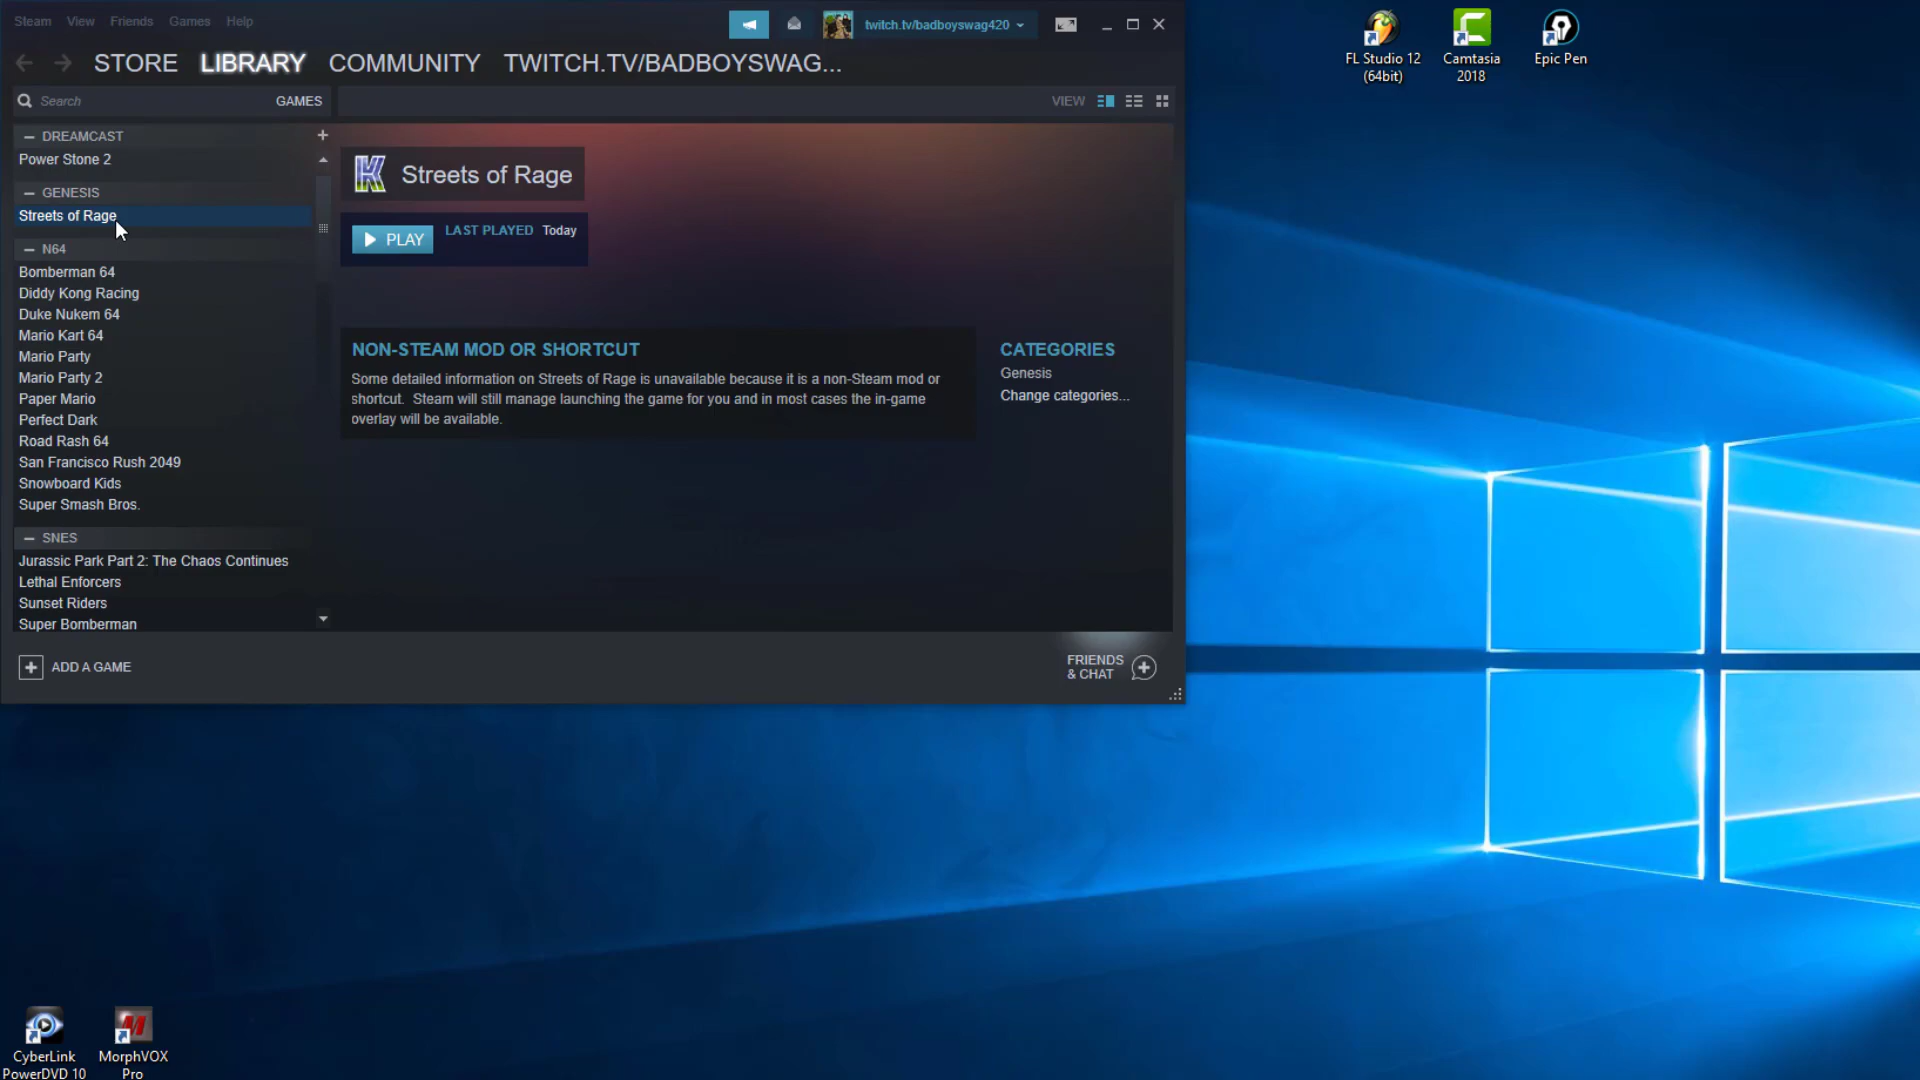 Steam View Friends Games Help
twitch.tv/badboyswag420
STORE LIBRARY COMMUNITY TWITCH.TV/BADBOYSWAG...
Search GAMES
VIEW
DREAMCAST
Power Stone 2
GENESIS
Streets of Rage
N64
Bomberman 64
Diddy Kong Racing
Duke Nukem 64
Mario Kart 64
Mario Party
Mario Party 2
Paper Mario
Perfect Dark
Road Rash 64
San Francisco Rush 2049
Snowboard Kids
Super Smash Bros.
SNES
Jurassic Park Part 2: The Chaos Continues
Lethal Enforcers
Sunset Riders
Super Bomberman
ADD A GAME
K Streets of Rage
PLAY
LAST PLAYED Today
NON-STEAM MOD OR SHORTCUT
Some detailed information on Streets of Rage is unavailable because it is a non-Steam mod or
shortcut. Steam will still manage launching the game for you and in most cases the in-game
overlay will be available.
CATEGORIES
Genesis
Change categories...
FRIENDS
& CHAT
FL Studio 12
(64bit)
Camtasia
2018
Epic Pen
CyberLink
PowerDVD 10
MorphVOX
Pro